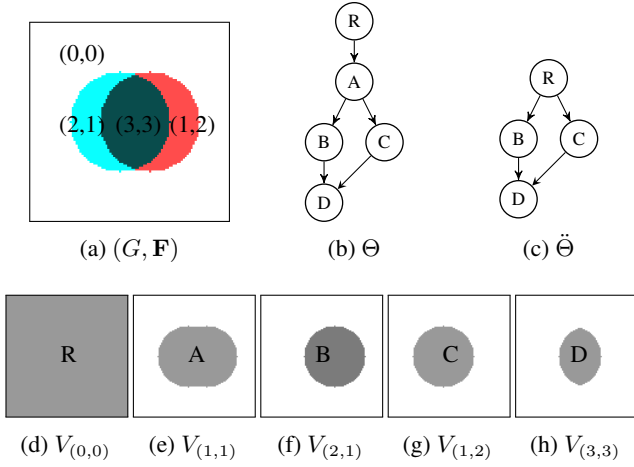 (0,0)
(2,1) (3,3) (1,2)
(a) (G, F)
R
A
B C
D
(b) Θ
R
B C
D
(c) Θ̈
R
A
B
C
D
(d) V(0,0)
(e) V(1,1)
(f) V(2,1)
(g) V(1,2)
(h) V(3,3)